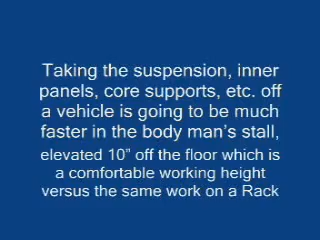 Taking the suspension, inner
panels, core supports, etc. off
a vehicle is going to be much
faster in the body man's stall,
elevated 10" off the floor which is
a comfortable working height
versus the same work on a Rack